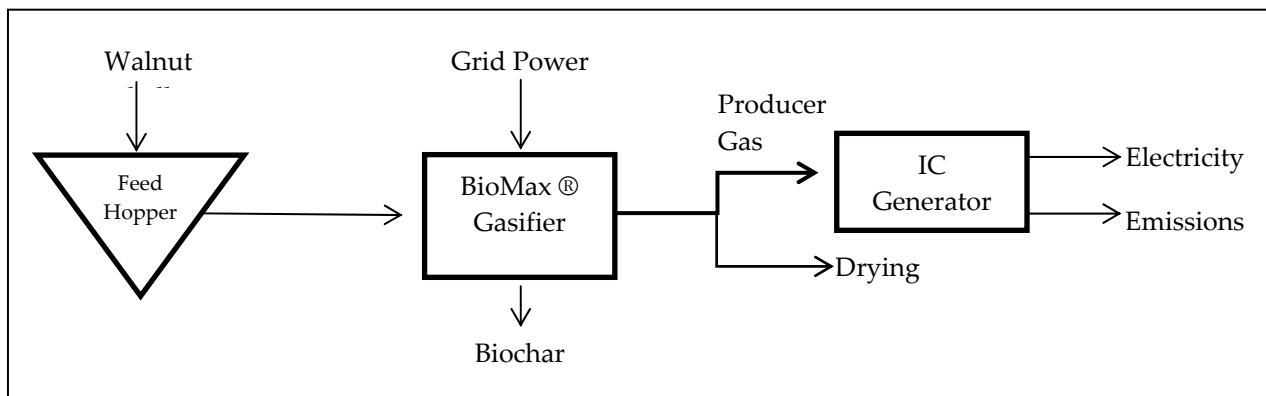 Walnut
Grid Power
Producer
Gas
Feed
Hopper
BioMax ®
Gasifier
IC
Generator
Electricity
Emissions
Drying
Biochar